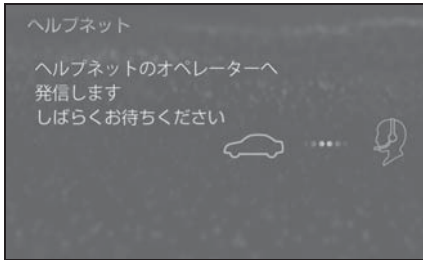 ヘルプネット
ヘルプネットのオペレーターへ
発信します
しばらくお待ちください